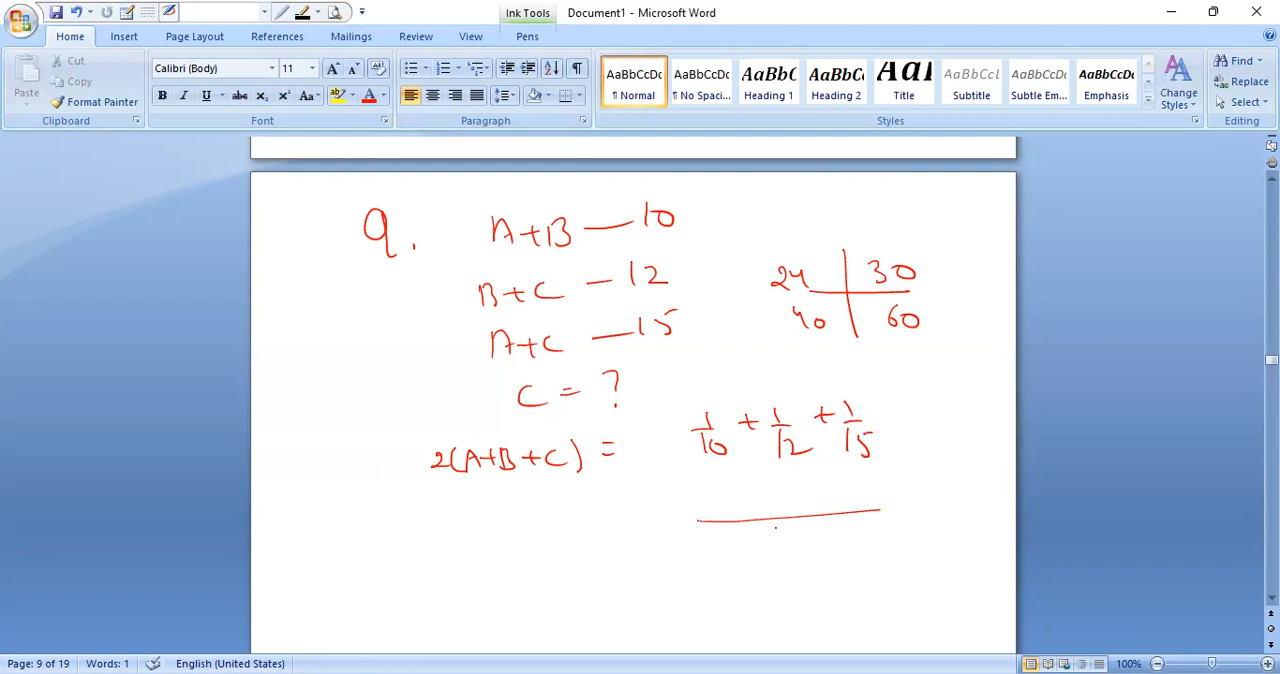 Ink Tools
Document1 - Microsoft Word
Home Insert Page Layout References Mailings Review View Pens
Paste
Cut
Copy
Format Painter
Clipboard
Calibri (Body) 11
Font
Paragraph
AaBbCcDc AaBbCcDc AaBbC AaBbCc AaB AaBbCcL AaBbCcDc AaBbCcDc
¶ Normal ¶ No Spaci... Heading 1 Heading 2 Title Subtitle Subtle Em... Emphasis
Styles
Change Styles
Find
Replace
Select
Editing
Q.
A+B — 10
B+C – 12
A+C — 15
C = ?
24 | 30
40 | 60
2(A+B+C) = 1/10 + 1/12 + 1/15
Page: 9 of 19 Words: 1 English (United States) 100%